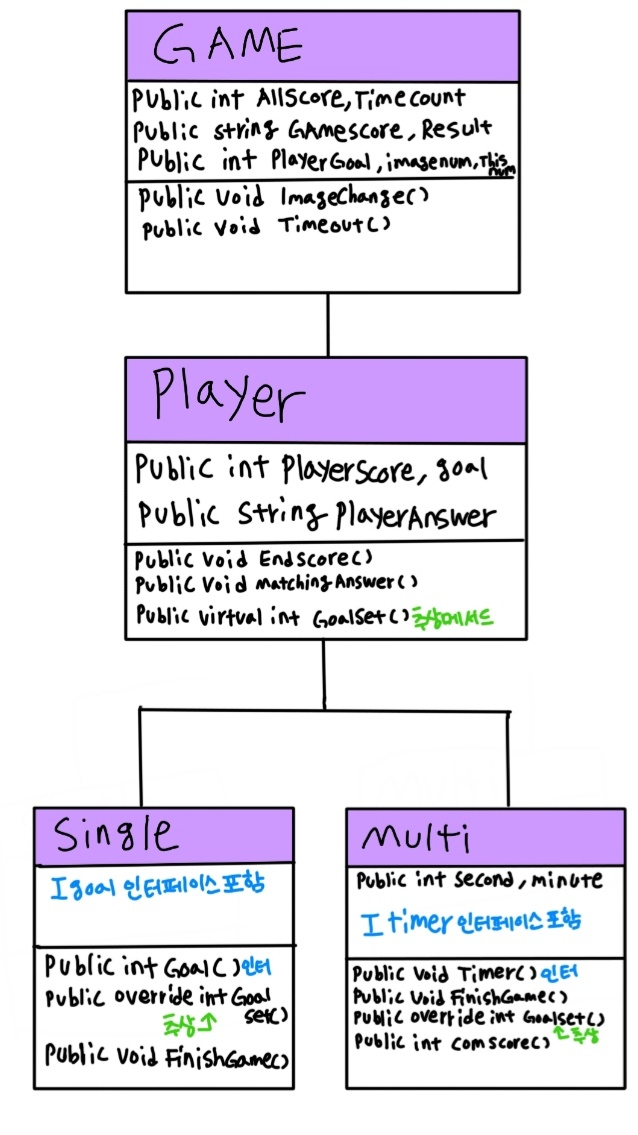 GAME
Public int Allscore, Timecount
Public string GAmescore, Result
Public int PlayerGoal, imagenum, This num
Public Void ImageChange()
Public Void Timeout()
Player
Public int PlayerScore, goal
Public String PlayerAnswer
Public Void Endscore()
Public Void matchingAnswer()
Public virtual int GoalSet() 추상메서드
Single
Igoal 인터페이스포함
Public int Goal() 인터
Public override int Goal
set()
추상↑
Public Void FinishGame()
multi
Public int Second, minute
I timer 인터페이스포함
Public Void Timer() 인터
Public Void FinishGame()
Public override int Goalset()
↑추상
Public int comscore()